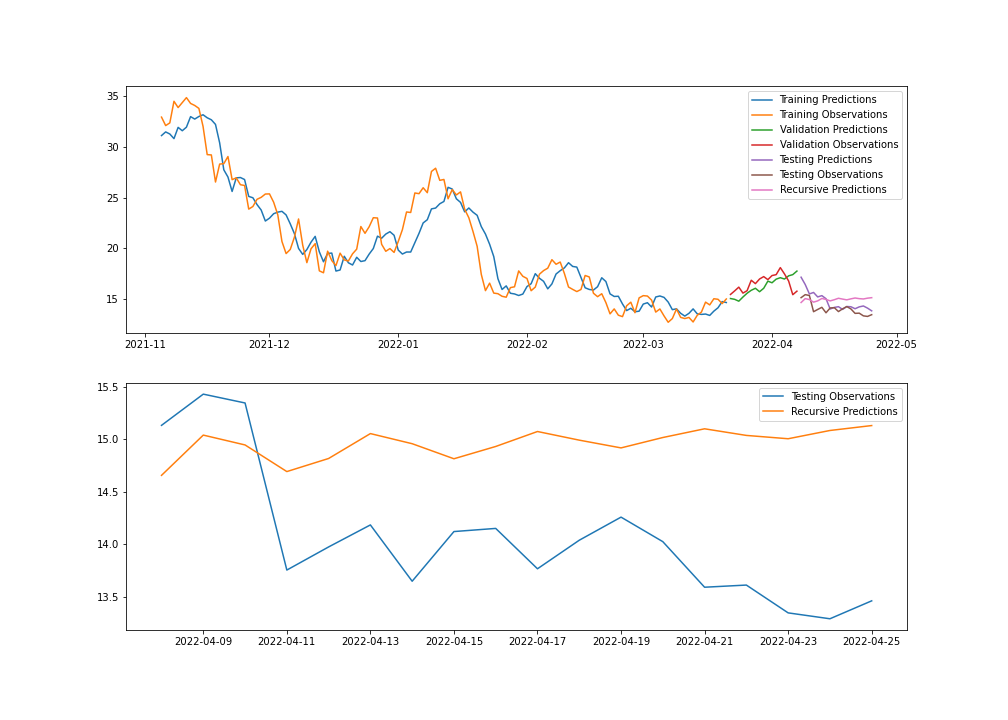 35
30
25
20
15
Training Predictions
Training Observations
Validation Predictions
Validation Observations
Testing Predictions
Testing Observations
Recursive Predictions
2021-11 2021-12 2022-01 2022-02 2022-03 2022-04 2022-05
15.5
15.0
14.5
14.0
13.5
Testing Observations
Recursive Predictions
2022-04-09 2022-04-11 2022-04-13 2022-04-15 2022-04-17 2022-04-19 2022-04-21 2022-04-23 2022-04-25